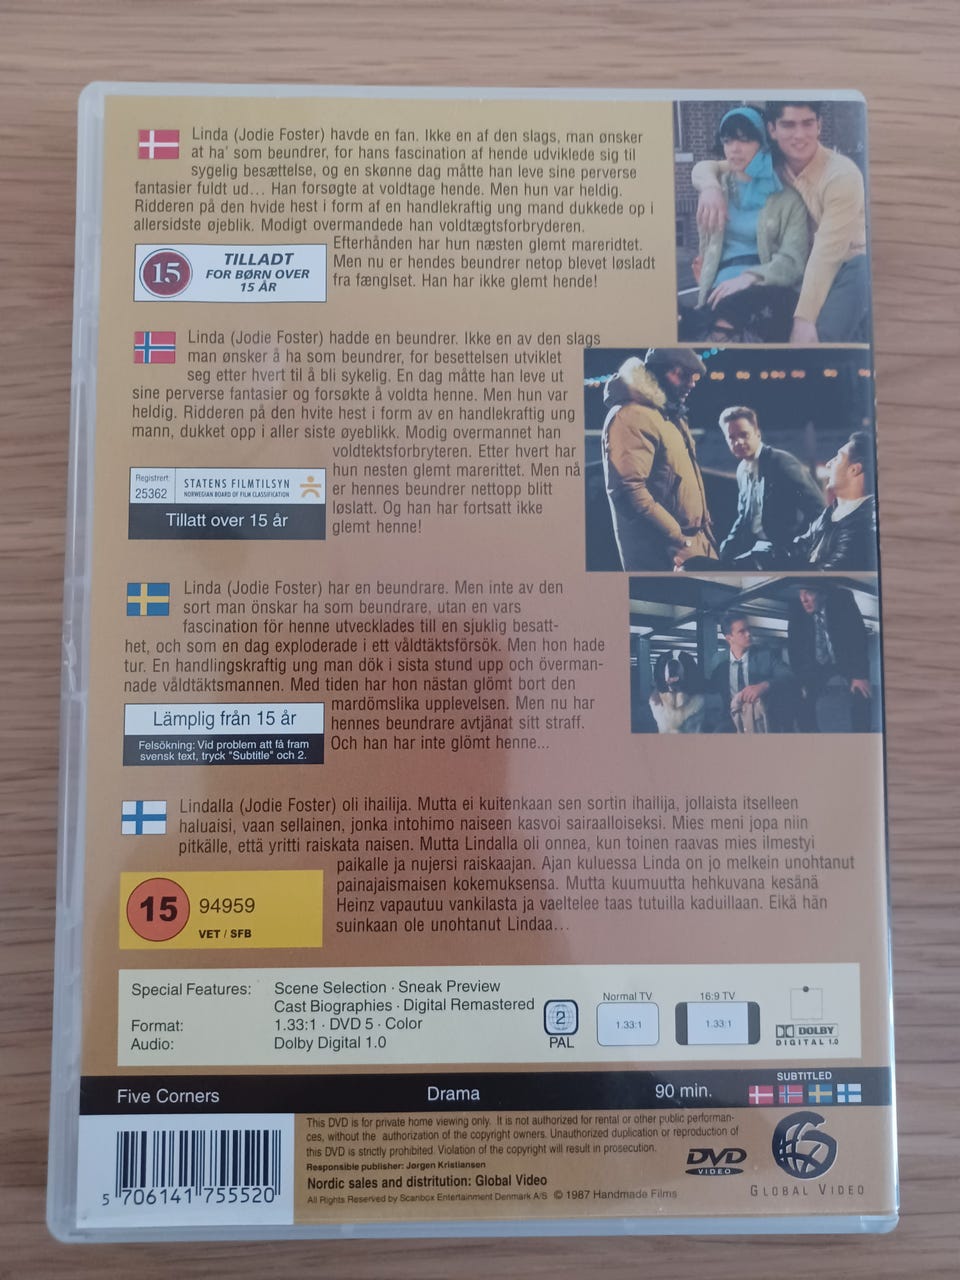 Linda (Jodie Foster) havde en fan. Ikke en af den slags, man ønsker
at ha' som beundrer, for hans fascination af hende udviklede sig til
sygelig besættelse, og en skønne dag måtte han leve sine perverse
fantasier fuldt ud... Han forsøgte at voldtage hende. Men hun var heldig.
Ridderen på den hvide hest i form af en handlekraftig ung mand dukkede op i
allersidste øjeblik. Modigt overmandede han voldtægtsforbryderen.
Efterhånden har hun næsten glemt mareridtet.
Men nu er hendes beundrer netop blevet løsladt
fra fænglset. Han har ikke glemt hende!
15
TILLADT
FOR BØRN OVER
15 ÅR
Linda (Jodie Foster) hadde en beundrer. Ikke en av den slags
man ønsker å ha som beundrer, for besettelsen utviklet
seg etter hvert til å bli sykelig. En dag måtte han leve ut
sine perverse fantasier og forsøkte å voldta henne. Men hun var
heldig. Ridderen på den hvite hest i form av en handlekraftig ung
mann, dukket opp i aller siste øyeblikk. Modig overmannet han
voldtektsforbryteren. Etter hvert har
hun nesten glemt marerittet. Men nå
er hennes beundrer nettopp blitt
løslatt. Og han har fortsatt ikke
glemt henne!
Registrert:
25362
STATENS FILMTILSYN
NORWEGIAN BOARD OF FILM CLASSIFICATION
Tillatt over 15 år
Linda (Jodie Foster) har en beundrare. Men inte av den
sort man önskar ha som beundrare, utan en vars
fascination för henne utvecklades till en sjuklig besatt-
het, och som en dag exploderade i ett våldtäktsförsök. Men hon hade
tur. En handlingskraftig ung man dök i sista stund upp och överman-
nade våldtäktsmannen. Med tiden har hon nästan glömt bort den
mardömslika upplevelsen. Men nu har
hennes beundrare avtjänat sitt straff.
Och han har inte glömt henne...
Lämplig från 15 år
Felsökning: Vid problem att få fram
svensk text, tryck "Subtitle" och 2.
Lindalla (Jodie Foster) oli ihailija. Mutta ei kuitenkaan sen sortin ihailija, jollaista itselleen
haluaisi, vaan sellainen, jonka intohimo naiseen kasvoi sairaalloiseksi. Mies meni jopa niin
pitkälle, että yritti raiskata naisen. Mutta Lindalla oli onnea, kun toinen raavas mies ilmestyi
paikalle ja nujersi raiskaajan. Ajan kuluessa Linda on jo melkein unohtanut
painajaismaisen kokemuksensa. Mutta kuumuutta hehkuvana kesänä
Heinz vapautuu vankilasta ja vaeltelee taas tutuilla kaduillaan. Eikä hän
suinkaan ole unohtanut Lindaa...
15
94959
VET / SFB
Special Features: Scene Selection · Sneak Preview
Cast Biographies · Digital Remastered
Format: 1.33:1 · DVD 5 · Color
Audio: Dolby Digital 1.0
2
PAL
Normal TV
1.33:1
16:9 TV
1.33:1
DOLBY
DIGITAL 1.0
Five Corners Drama 90 min.
SUBTITLED
This DVD is for private home viewing only. It is not authorized for rental or other public performan-
ces, without the authorization of the copyright owners. Unauthorized duplication or reproduction of
this DVD is strictly prohibited. Violation of the copyright will result in prosecution.
Responsible publisher: Jørgen Kristiansen
Nordic sales and distritution: Global Video
All Rights Reserved by Scanbox Entertainment Denmark A/S © 1987 Handmade Films
DVD
VIDEO
GLOBAL VIDEO
5 706141 755520